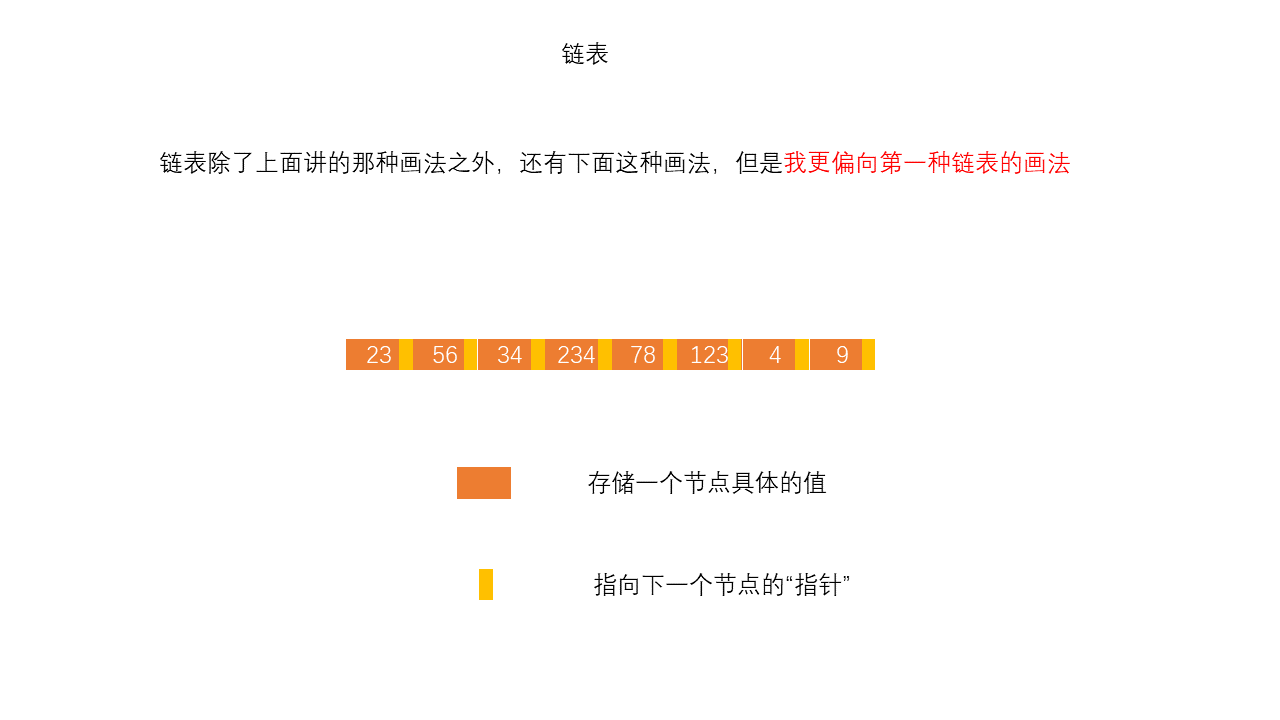 链表
链表除了上面讲的那种画法之外，还有下面这种画法，但是我更偏向第一种链表的画法
23 56 34 234 78 123 4 9
存储一个节点具体的值
指向下一个节点的“指针”